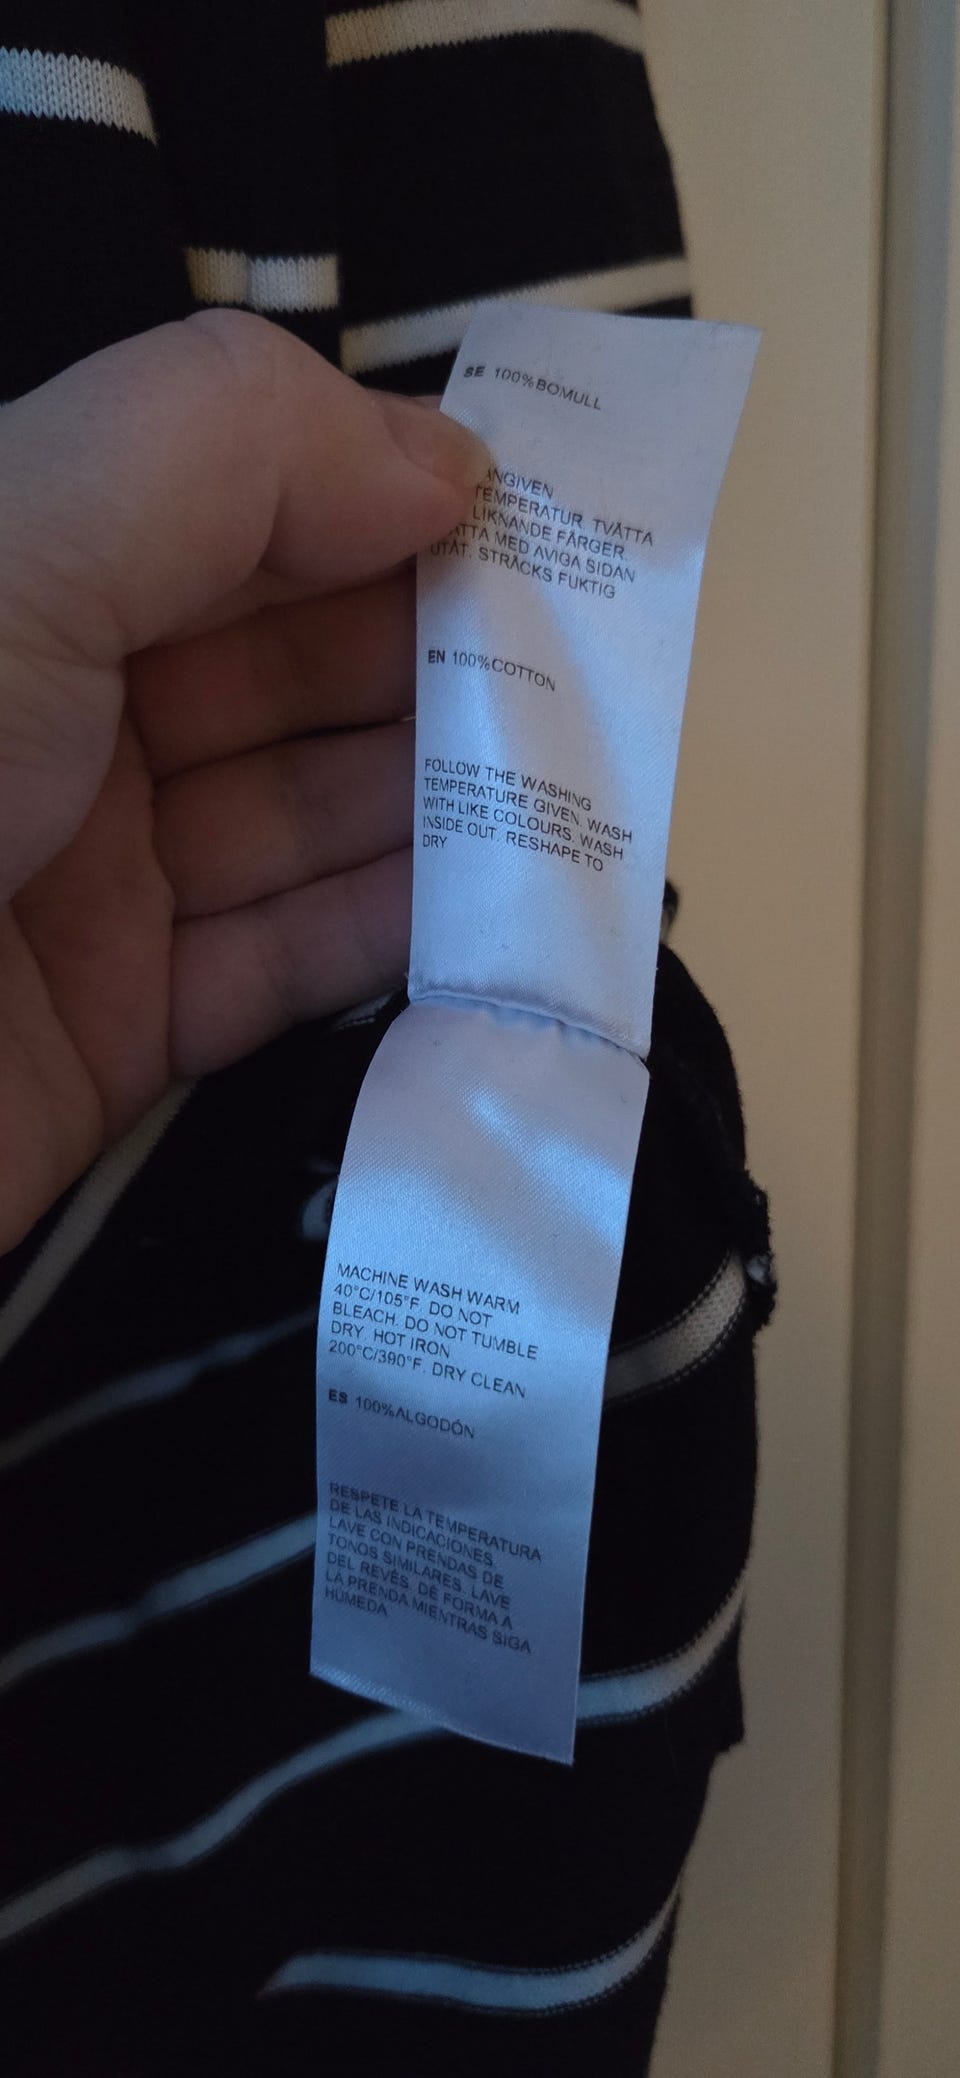 SE 100%BOMULL
ANGIVEN
TEMPERATUR. TVÄTTA
LIKNANDE FÄRGER.
ÄTTA MED AVIGA SIDAN
UTÅT. STRÄCKS FUKTIG
EN 100%COTTON
FOLLOW THE WASHING
TEMPERATURE GIVEN. WASH
WITH LIKE COLOURS. WASH
INSIDE OUT. RESHAPE TO
DRY
MACHINE WASH WARM
40°C/105°F. DO NOT
BLEACH. DO NOT TUMBLE
DRY. HOT IRON
200°C/390°F. DRY CLEAN
ES 100%ALGODÓN
RESPETE LA TEMPERATURA
DE LAS INDICACIONES.
LAVE CON PRENDAS DE
TONOS SIMILARES. LAVE
DEL REVÉS. DÉ FORMA A
LA PRENDA MIENTRAS SIGA
HÚMEDA